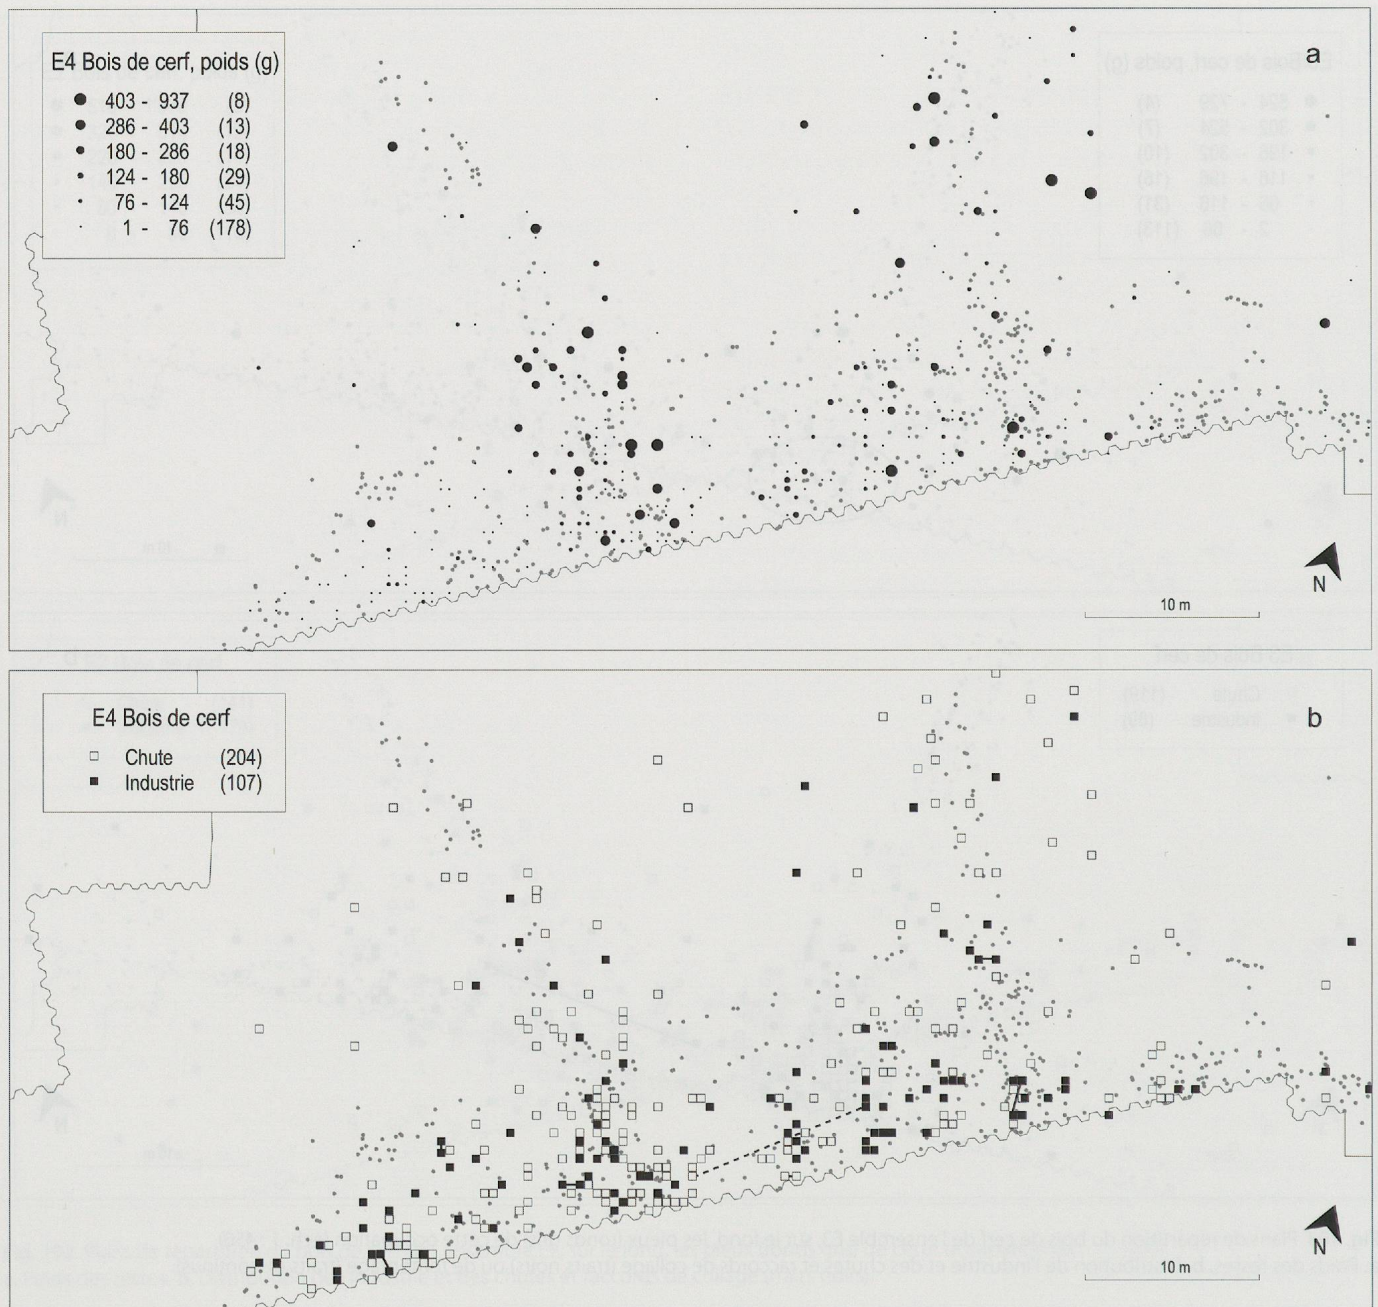 a
E4 Bois de cerf, poids (g)
403 - 937 (8)
286 - 403 (13)
180 - 286 (18)
124 - 180 (29)
76 - 124 (45)
1 - 76 (178)
N
10 m
b
E4 Bois de cerf
Chute (204)
Industrie (107)
N
10 m